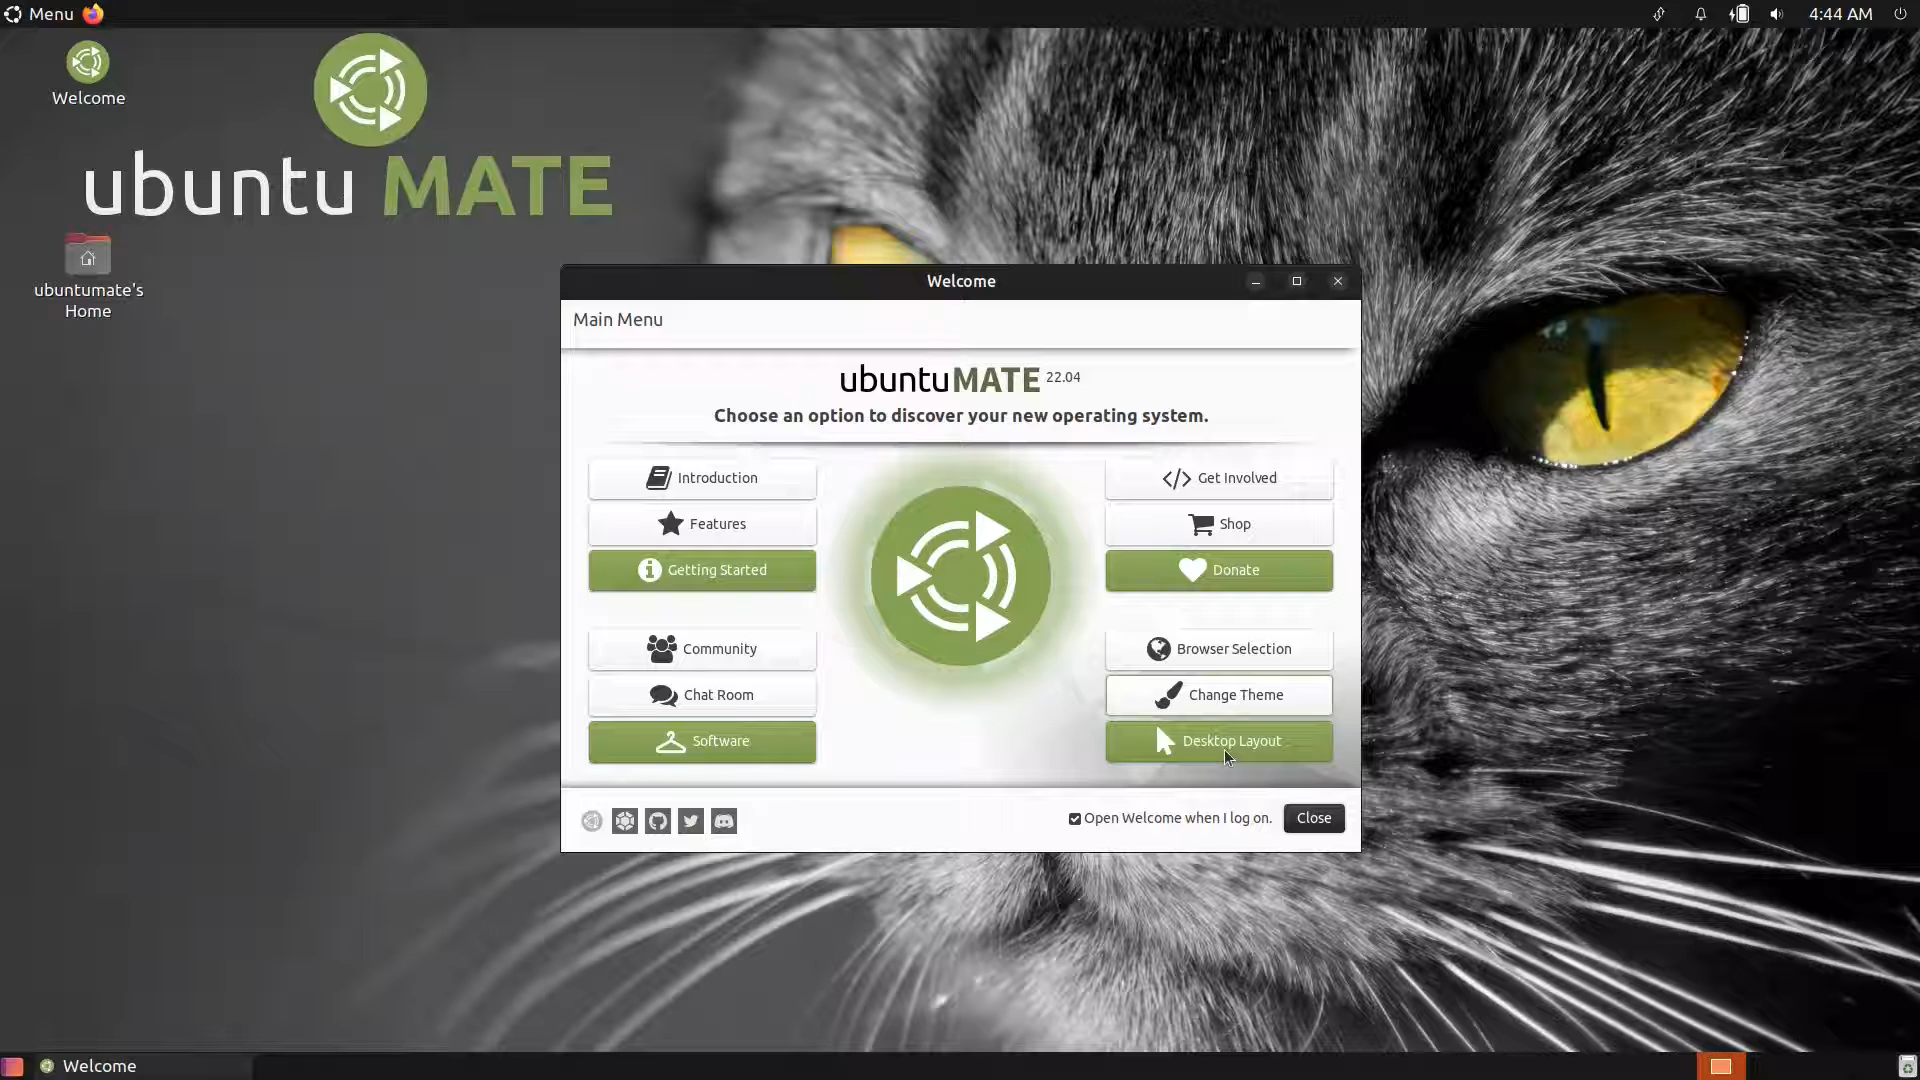 Menu
4:44 AM
Welcome
ubuntu MATE
ubuntumate's
Home
Welcome
Main Menu
ubuntu MATE 22.04
Choose an option to discover your new operating system.
Introduction
Features
Getting Started
Community
Chat Room
Software
Get Involved
Shop
Donate
Browser Selection
Change Theme
Desktop Layout
Open Welcome when I log on.
Close
Welcome